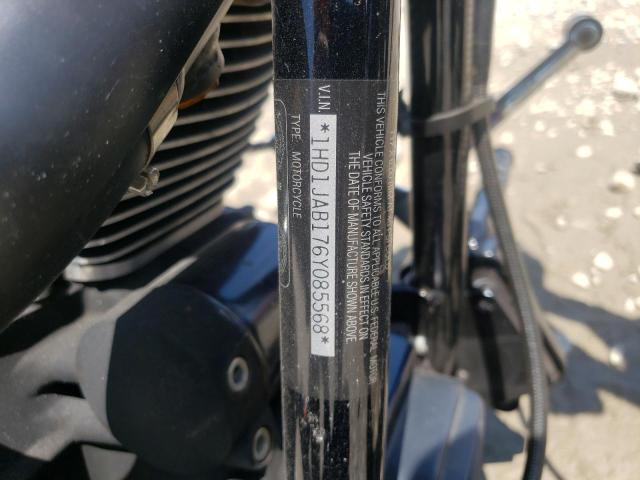 THIS VEHICLE CONFORMS TO ALL APPLICABLE U.S. FEDERAL MOTOR
VEHICLE SAFETY STANDARDS IN EFFECT ON
THE DATE OF MANUFACTURE SHOWN ABOVE
V.I.N. *1HD1JAB176Y085568*
TYPE: MOTORCYCLE